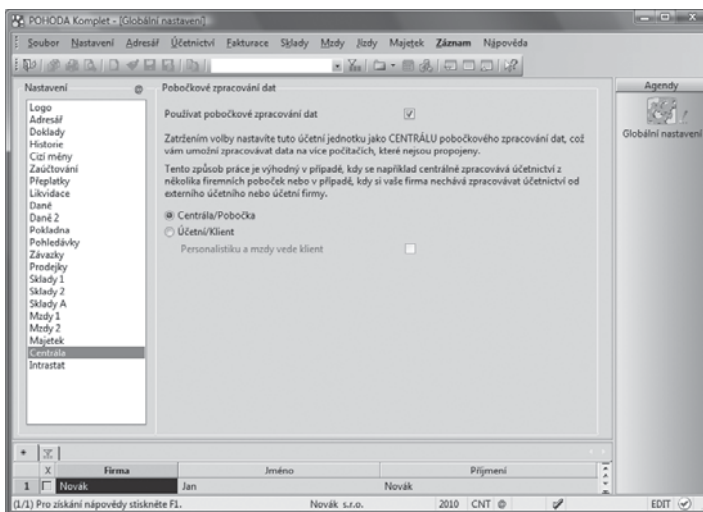 POHODA Komplet - [Globální nastavení]
Soubor Nastavení Adresář Účetnictví Fakturace Sklady Mzdy Jízdy Majetek Záznam Nápověda
Nastavení
Logo
Adresář
Doklady
Historie
Cizí měny
Zaúčtování
Přeplatky
Likvidace
Daně
Daně 2
Pokladna
Pohledávky
Závazky
Prodejky
Sklady 1
Sklady 2
Sklady A
Mzdy 1
Mzdy 2
Majetek
Centrála
Intrastat
Pobočkové zpracování dat
Používat pobočkové zpracování dat
Zatržením volby nastavíte tuto účetní jednotku jako CENTRÁLU pobočkového zpracování dat, což
vám umožní zpracovávat data na více počítačích, které nejsou propojeny.
Tento způsob práce je výhodný v případě, kdy se například centrálně zpracovává účetnictví z
několika firemních poboček nebo v případě, kdy si vaše firma nechává zpracovávat účetnictví od
externího účetního nebo účetní firmy.
Centrála/Pobočka
Účetní/Klient
Personalistiku a mzdy vede klient
Agendy
Globální nastavení
X Firma Jméno Příjmení
1 Novák Jan Novák
(1/1) Pro získání nápovědy stiskněte F1. Novák s.r.o. 2010 CNT @ EDIT